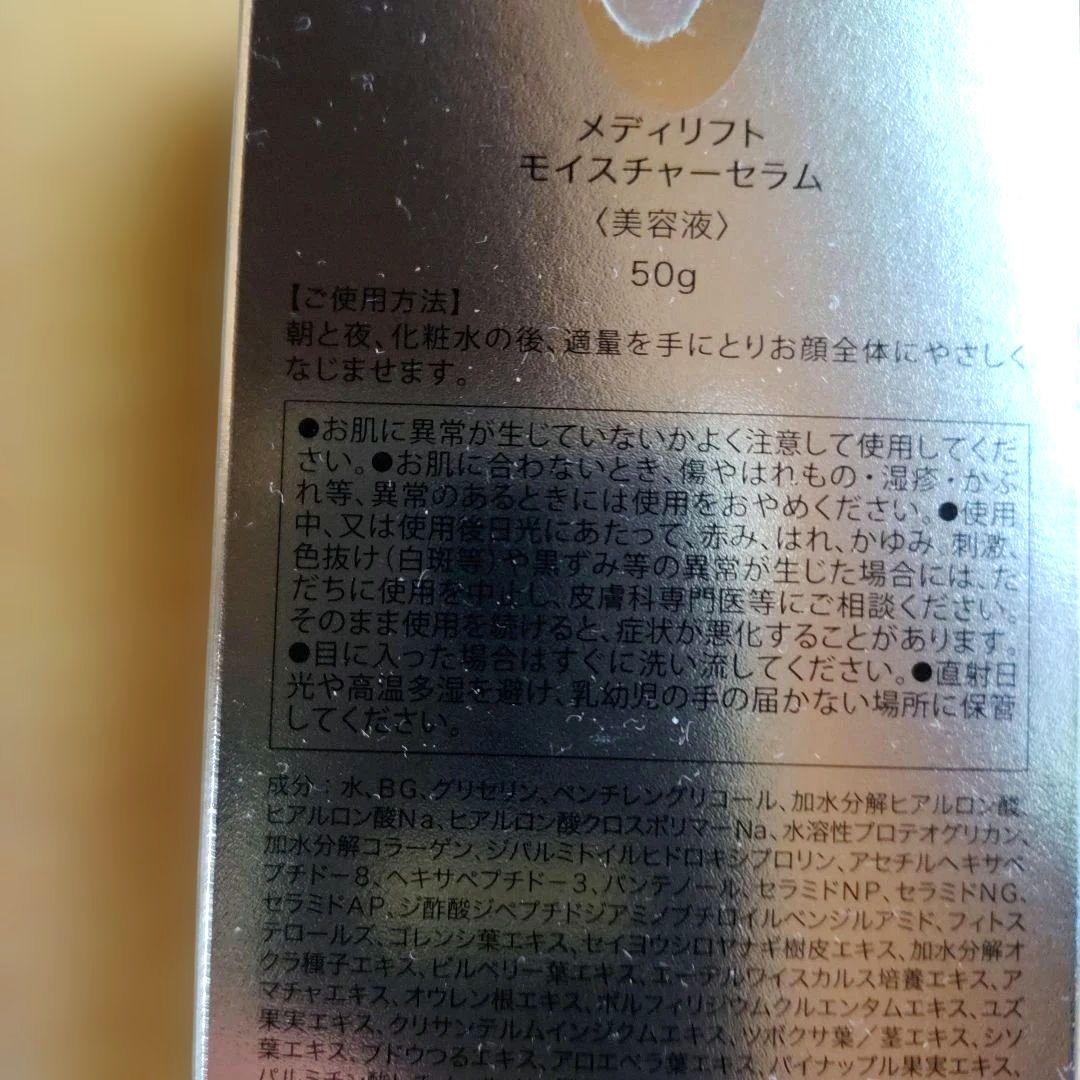 メディリフト
モイスチャーセラム
〈美容液〉
50g
【ご使用方法】
朝と夜、化粧水の後、適量を手にとりお顔全体にやさしく
なじませます。
●お肌に異常が生じていないかよく注意して使用してくだ
さい。●お肌に合わないとき、傷やはれもの・湿疹・かぶ
れ等、異常のあるときには使用をおやめください。●使用
中、又は使用後日光にあたって、赤み、はれ、かゆみ、刺激、
色抜け(白斑等)や黒ずみ等の異常が生じた場合には、た
だちに使用を中止し、皮膚科専門医等にご相談ください。
そのまま使用を続けると、症状が悪化することがあります。
●目に入った場合はすぐに洗い流してください。●直射日
光や高温多湿を避け、乳幼児の手の届かない場所に保管
してください。
成分：水、BG、グリセリン、ペンチレングリコール、加水分解ヒアルロン酸、
ヒアルロン酸Na、ヒアルロン酸クロスポリマーNa、水溶性プロテオグリカン、
加水分解コラーゲン、ジパルミトイルヒドロキシプロリン、アセチルヘキサペ
プチドー8、ヘキサペプチドー3、パンテノール、セラミドNP、セラミドNG、
セラミドAP、ジ酢酸ジペプチドジアミノブチロイルベンジルアミド、フィトス
テロールズ、ゴレンシ葉エキス、セイヨウシロヤナギ樹皮エキス、加水分解オ
クラ種子エキス、ビルベリー葉エキス、エーデルワイスカルス培養エキス、ア
マチャエキス、オウレン根エキス、ポルフィリジウムクルエンタムエキス、ユズ
果実エキス、クリサンテルムインジクムエキス、ツボクサ葉／茎エキス、シソ
葉エキス、ブドウつるエキス、アロエベラ葉エキス、パイナップル果実エキス、